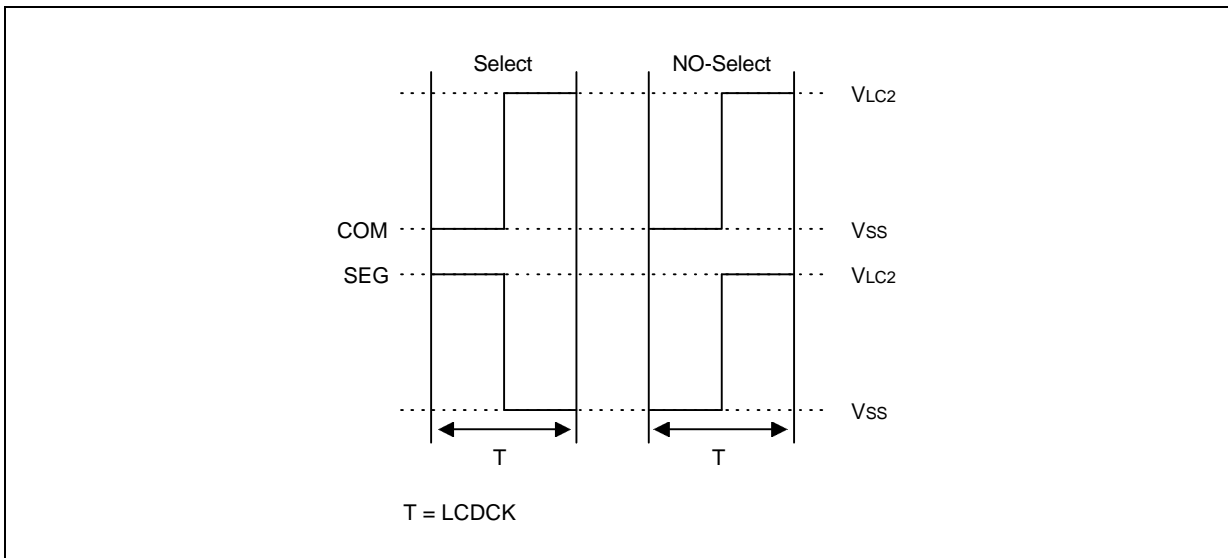 Select NO-Select
VLC2
COM VSS
SEG VLC2
VSS
T T
T = LCDCK